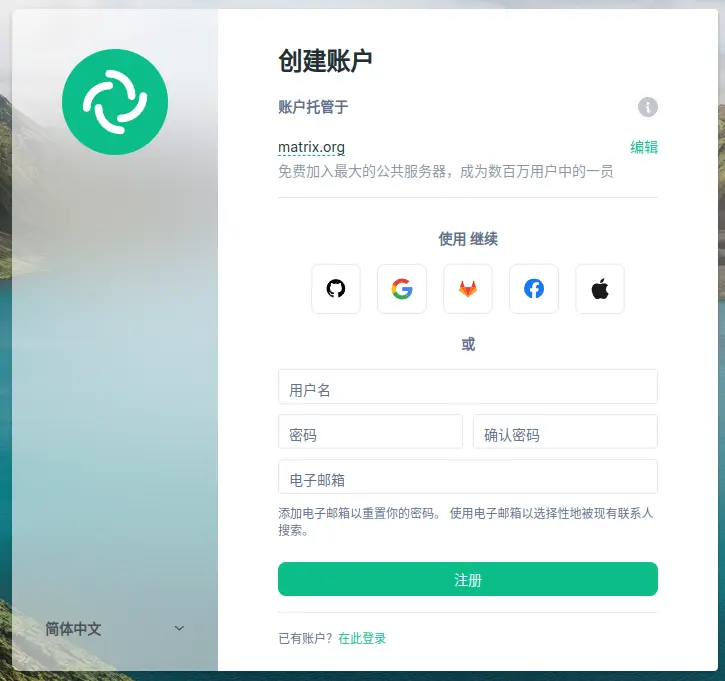 创建账户
账户托管于
matrix.org
编辑
免费加入最大的公共服务器，成为数百万用户中的一员
使用 继续
或
用户名
密码
确认密码
电子邮箱
添加电子邮箱以重置你的密码。 使用电子邮箱以选择性地被现有联系人
搜索。
注册
已有账户？在此登录
简体中文